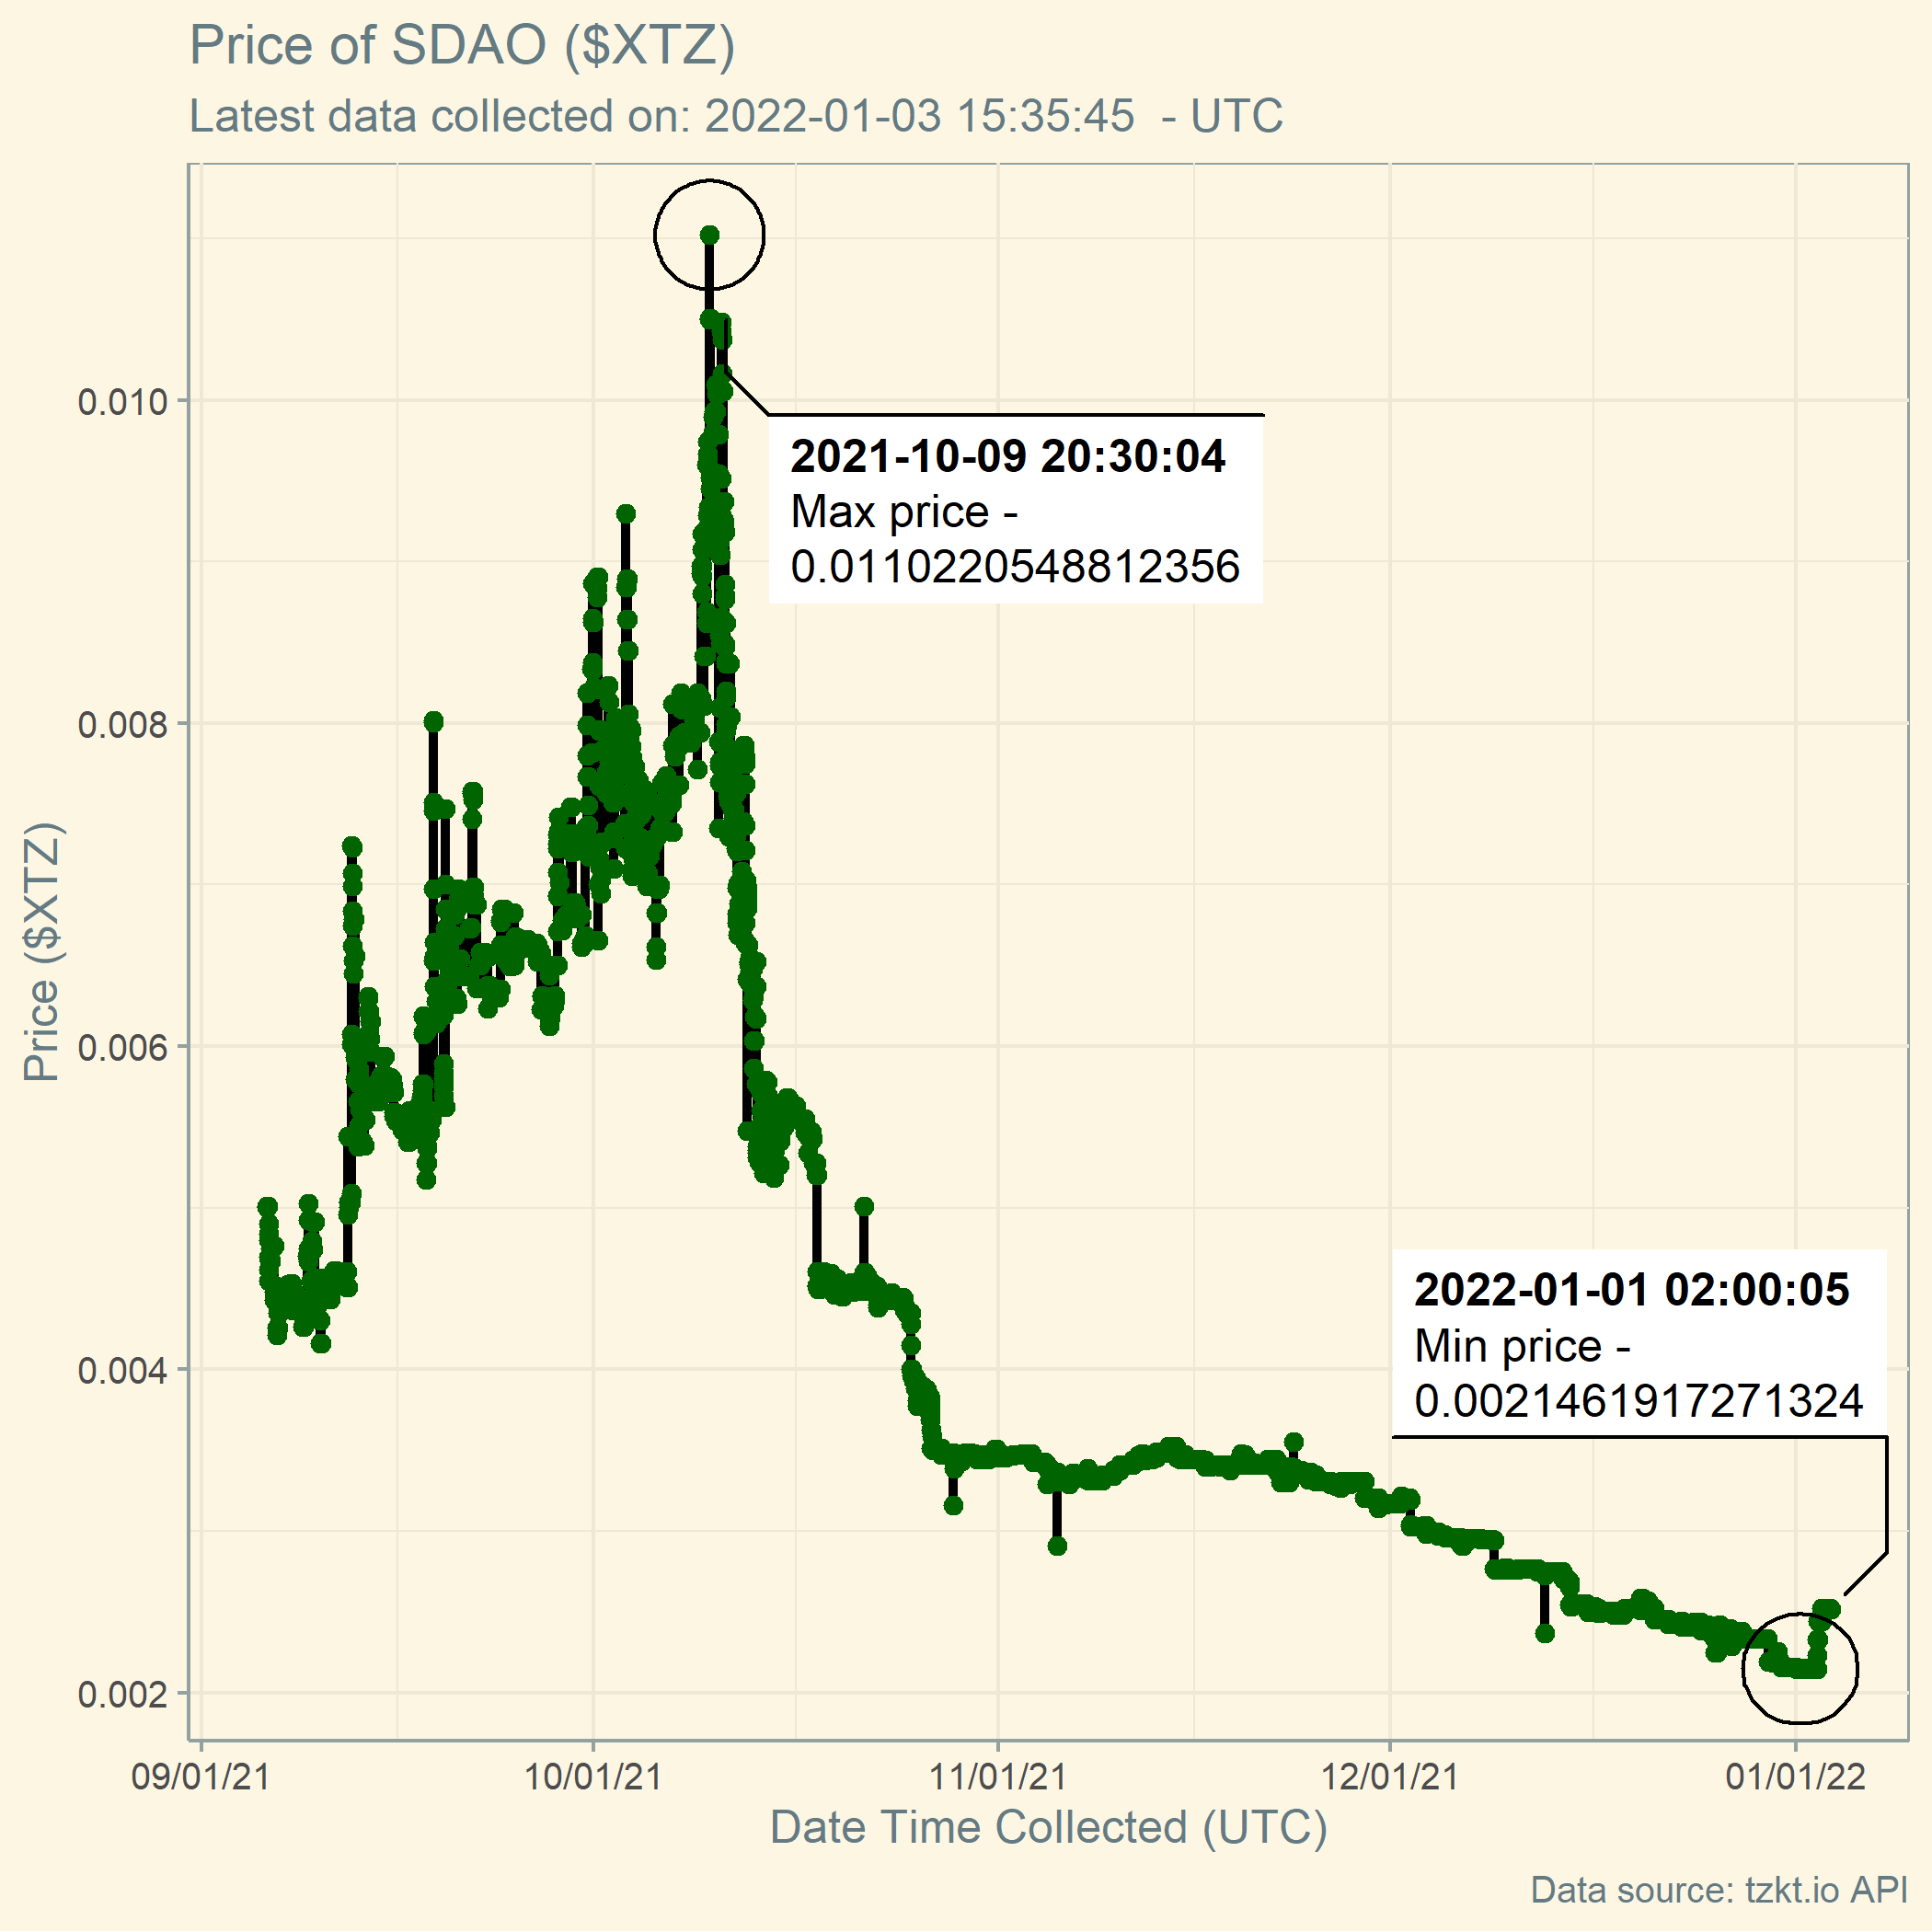 Price of SDAO ($XTZ)
Latest data collected on: 2022-01-03 15:35:45  - UTC
0.010
0.008
0.006
0.004
0.002
Price ($XTZ)
2021-10-09 20:30:04
Max price -
0.0110220548812356
2022-01-01 02:00:05
Min price -
0.00214619172713​24
09/01/21
10/01/21
11/01/21
12/01/21
01/01/22
Date Time Collected (UTC)
Data source: tzkt.io API